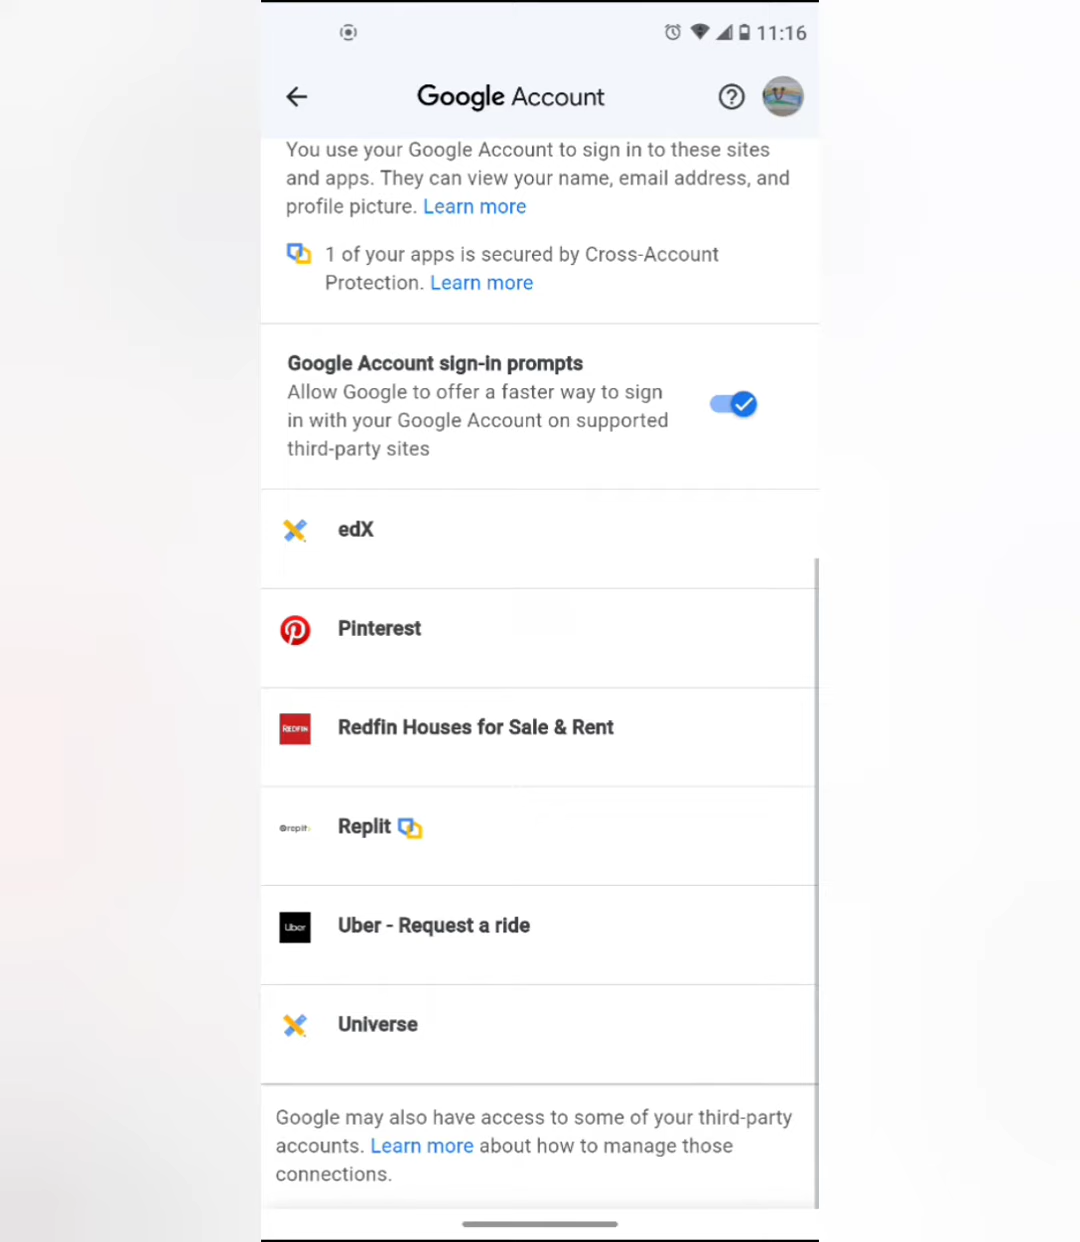 11:16
Google Account
You use your Google Account to sign in to these sites
and apps. They can view your name, email address, and
profile picture. Learn more
1 of your apps is secured by Cross-Account
Protection. Learn more
Google Account sign-in prompts
Allow Google to offer a faster way to sign
in with your Google Account on supported
third-party sites
edX
Pinterest
REDFIN Redfin Houses for Sale & Rent
replit Replit
Uber Uber - Request a ride
Universe
Google may also have access to some of your third-party
accounts. Learn more about how to manage those
connections.